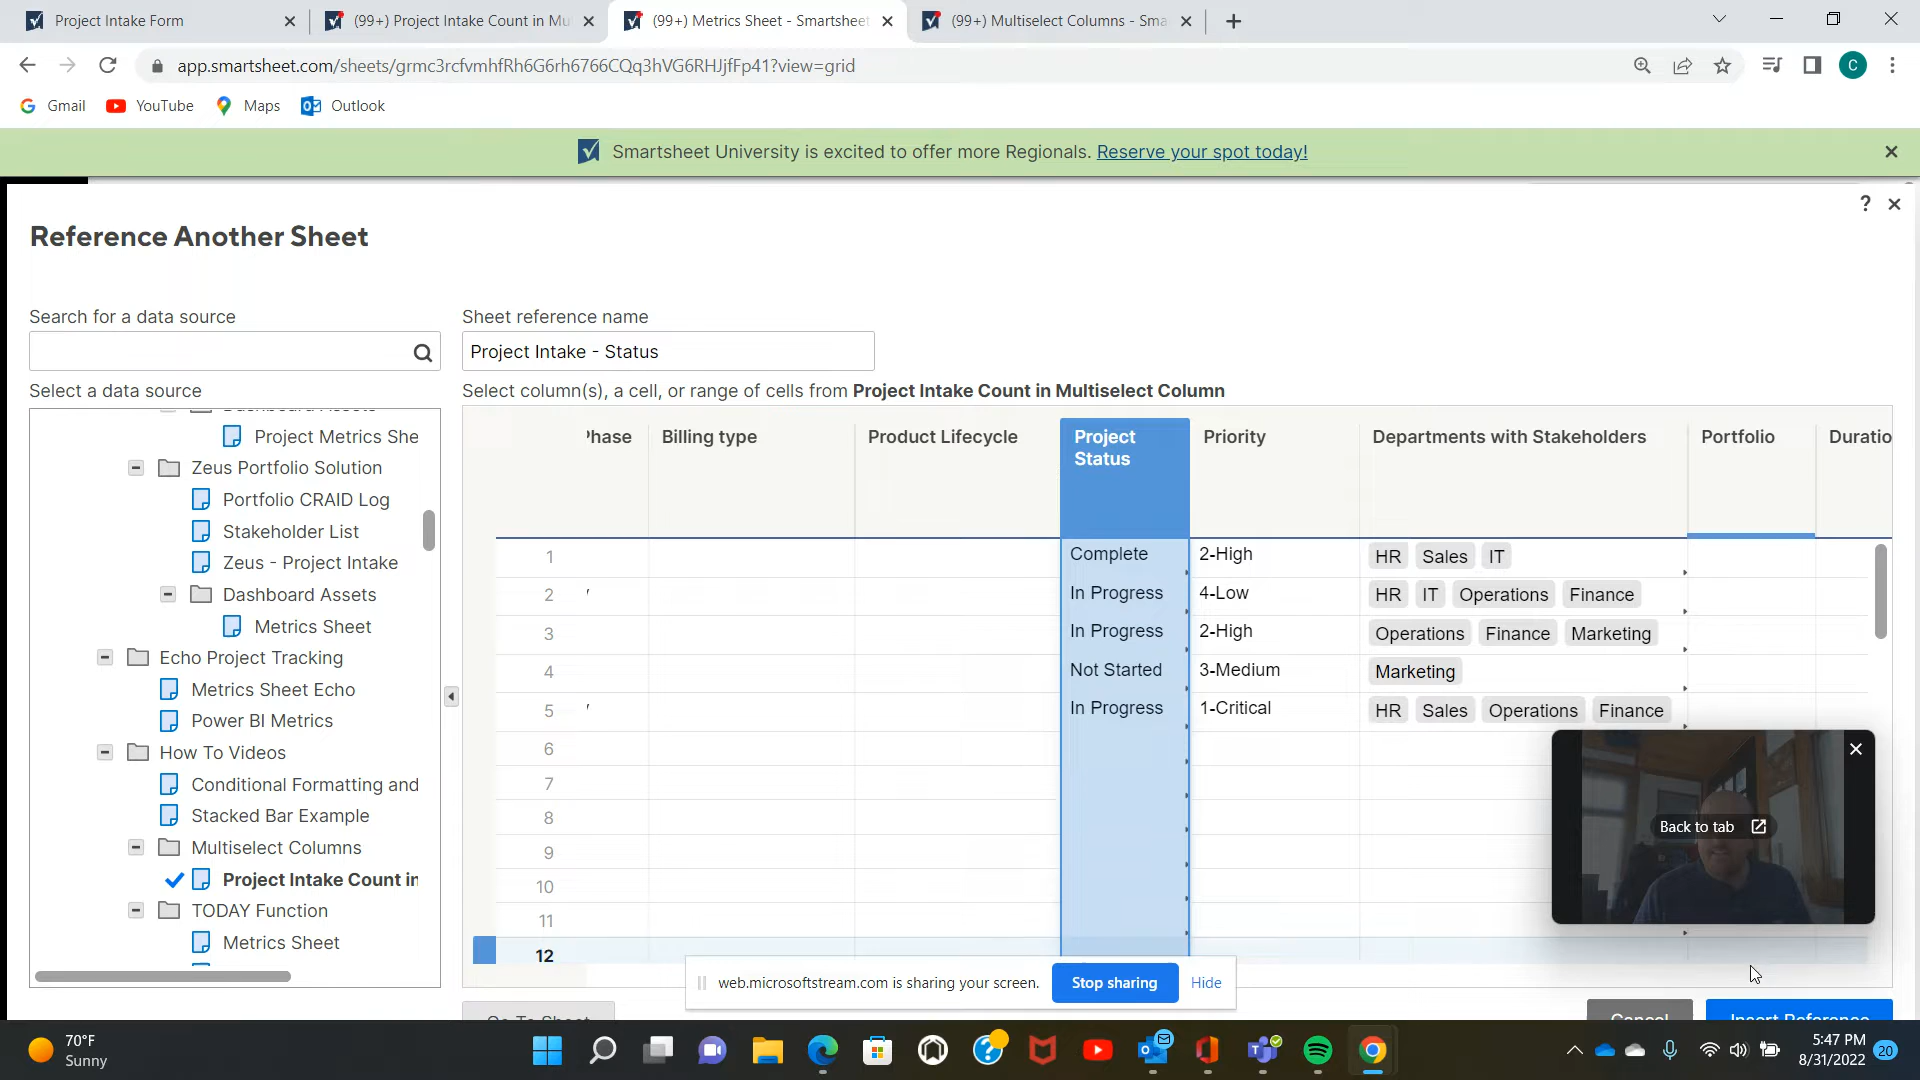 Project Intake Form
(99+) Project Intake Count in Mu
(99+) Metrics Sheet - Smartsheet
(99+) Multiselect Columns - Sma
app.smartsheet.com/sheets/grmc3rcfvmhfRh6G6rh6766CQq3hVG6RHJjfFp41?view=grid
C
Gmail
YouTube
Maps
Outlook
Smartsheet University is excited to offer more Regionals. Reserve your spot today!
?
Reference Another Sheet
Search for a data source
Sheet reference name
Project Intake - Status
Select a data source
Select column(s), a cell, or range of cells from Project Intake Count in Multiselect Column
Dashboard Assets
Project Metrics She
Zeus Portfolio Solution
Portfolio CRAID Log
Stakeholder List
Zeus - Project Intake
Dashboard Assets
Metrics Sheet
Echo Project Tracking
Metrics Sheet Echo
Power BI Metrics
How To Videos
Conditional Formatting and
Stacked Bar Example
Multiselect Columns
Project Intake Count in
TODAY Function
Metrics Sheet
Phase Billing type Product Lifecycle Project Status Priority Departments with Stakeholders Portfolio Duratio
1 Complete 2-High HR Sales IT
2 In Progress 4-Low HR IT Operations Finance
3 In Progress 2-High Operations Finance Marketing
4 Not Started 3-Medium Marketing
5 In Progress 1-Critical HR Sales Operations Finance
6
7
8
9
10
11
12
Back to tab
web.microsoftstream.com is sharing your screen.
Stop sharing
Hide
Go To Sheet
Cancel
Insert Reference
70°F
Sunny
5:47 PM
8/31/2022
20